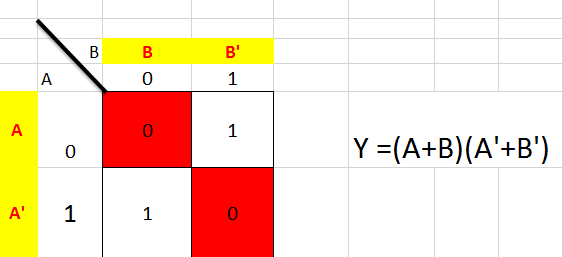 B B B'
A 0 1
A 0 0 1
Y =(A+B)(A'+B')
A' 1 1 0